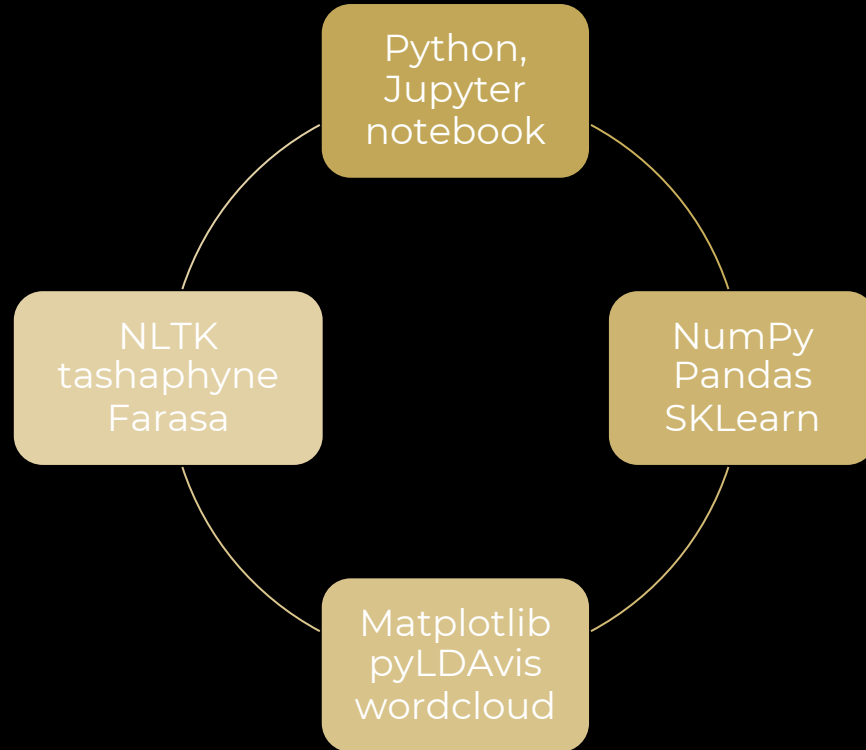 Python,
Jupyter
notebook
NLTK
tashaphyne
Farasa
NumPy
Pandas
SKLearn
Matplotlib
pyLDAvis
wordcloud